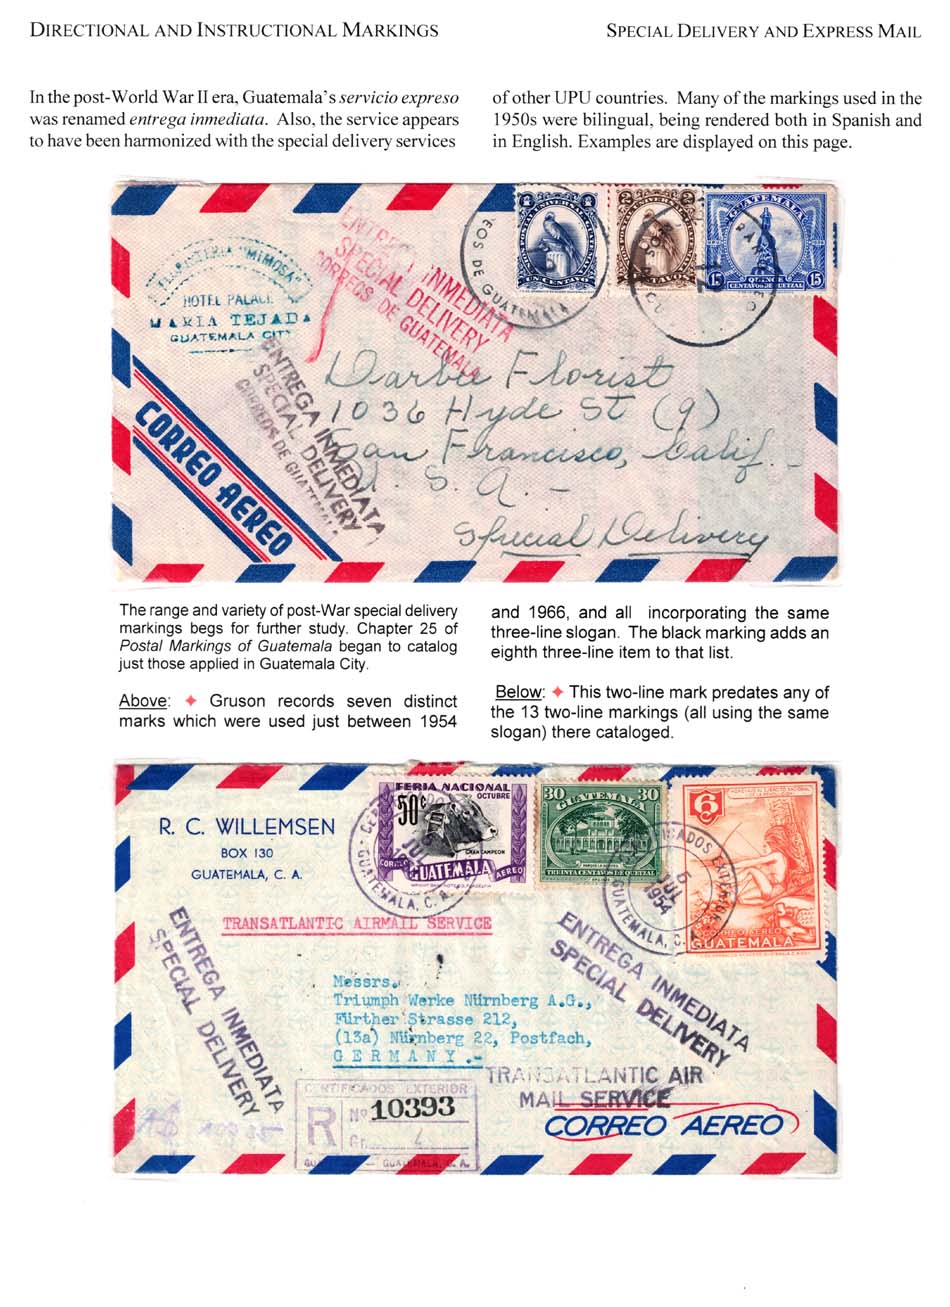 DIRECTIONAL AND INSTRUCTIONAL MARKINGS
SPECIAL DELIVERY AND EXPRESS MAIL
In the post-World War II era, Guatemala's servicio expreso
was renamed entrega inmediata. Also, the service appears
to have been harmonized with the special delivery services
of other UPU countries. Many of the markings used in the
1950s were bilingual, being rendered both in Spanish and
in English. Examples are displayed on this page.
"MIMOSA"
HOTEL PALACE
MARIA TEJADA
GUATEMALA CITY
ENTREGA INMEDIATA
SPECIAL DELIVERY
CORREOS DE GUATEMALA
EOS DE GUATEMALA
GUATEMALA
15 QUINCE 15
CENTAVOS DE QUETZAL
ENTREGA INMEDIATA
SPECIAL DELIVERY
CORREOS DE GUATEMALA
CORREO AEREO
Darbee Florist
1036 Hyde St (9)
San Francisco, Calif. -
U. S. A. -
Special Delivery
The range and variety of post-War special delivery
markings begs for further study. Chapter 25 of
Postal Markings of Guatemala began to catalog
just those applied in Guatemala City.
Above: Gruson records seven distinct
marks which were used just between 1954
and 1966, and all incorporating the same
three-line slogan. The black marking adds an
eighth three-line item to that list.
Below: This two-line mark predates any of
the 13 two-line markings (all using the same
slogan) there cataloged.
R. C. WILLEMSEN
BOX 130
GUATEMALA, C. A.
FERIA NACIONAL
OCTUBRE
50c
GRAN CAMPEON
CORREO GUATEMALA AEREO
GUATEMALA, C. A.
30 30
GUATEMALA
TREINTA CENTAVOS DE QUETZAL
6
CORREO AEREO
GUATEMALA
CERTIFICADOS EXTERIOR
5 JUL 1954
GUATEMALA, C. A.
TRANSATLANTIC AIRMAIL SERVICE
ENTREGA INMEDIATA
SPECIAL DELIVERY
ENTREGA INMEDIATA
SPECIAL DELIVERY
Messrs.
Triumph Werke Nürnberg A.G.,
Fürther Strasse 212,
(13a) Nürnberg 22, Postfach,
GERMANY.-
TRANSATLANTIC AIR
MAIL SERVICE
CORREO AEREO
CERTIFICADOS EXTERIOR
R
Nº 10393
Gr. 4
GUATEMALA, C. A.